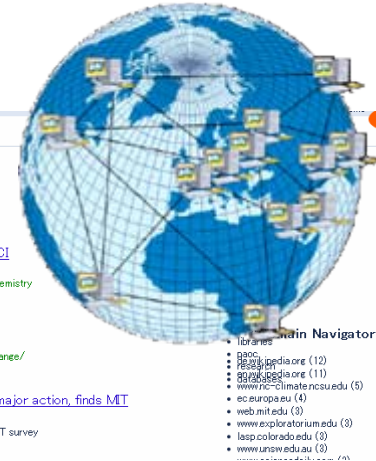 CI
emistry
ange/
major action, finds MIT
T survey
ain Navigator
libraries
paoc
research
databases
de.wikipedia.org (12)
en.wikipedia.org (11)
www.nc-climate.ncsu.edu (5)
ec.europa.eu (4)
web.mit.edu (3)
www.exploratorium.edu (3)
lasp.colorado.edu (3)
www.unsw.edu.au (3)